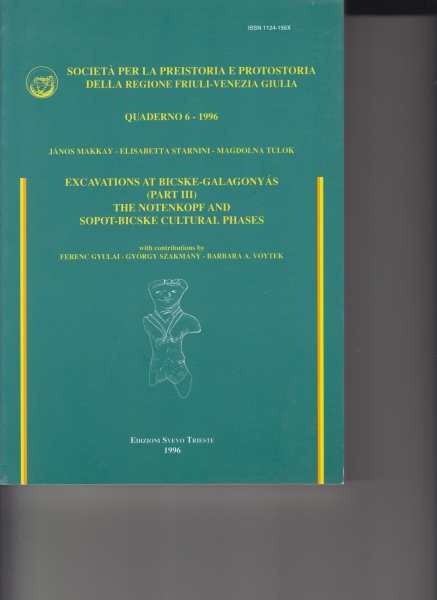 ISSN 1124-156X
SOCIETÀ PER LA PREISTORIA E PROTOSTORIA
DELLA REGIONE FRIULI-VENEZIA GIULIA
QUADERNO 6 - 1996
JÁNOS MAKKAY - ELISABETTA STARNINI - MAGDOLNA TULOK
EXCAVATIONS AT BICSKE-GALAGONYÁS
(PART III)
THE NOTENKOPF AND
SOPOT-BICSKE CULTURAL PHASES
with contributions by
FERENC GYULAI - GYÖRGY SZAKMÁNY - BARBARA A. VOYTEK
EDIZIONI SVEVO TRIESTE
1996